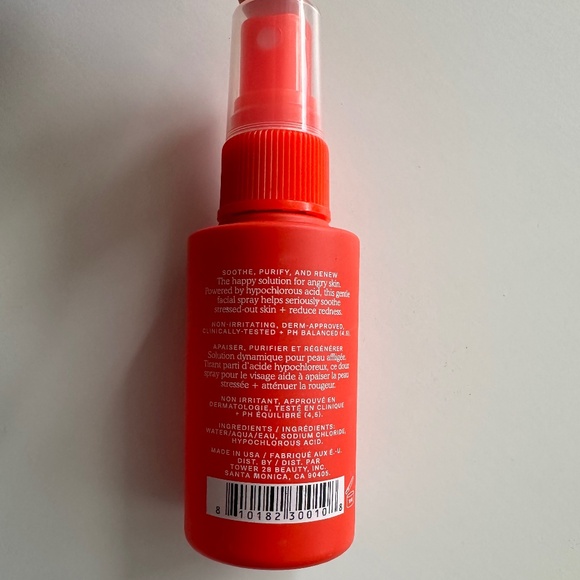 SOOTHE, PURIFY, AND RENEW
The happy solution for angry skin.
Powered by hypochlorous acid, this gentle
facial spray helps seriously soothe
stressed-out skin + reduce redness.
NON-IRRITATING, DERM-APPROVED,
CLINICALLY-TESTED + PH BALANCED (4.5).
APAISER, PURIFIER ET RÉGÉNÉRER
Solution dynamique pour peau affligée.
Tirant parti d'acide hypochloreux, ce doux
spray pour le visage aide à apaiser la peau
stressée + atténuer la rougeur.
NON IRRITANT, APPROUVÉ EN
DERMATOLOGIE, TESTÉ EN CLINIQUE
+ PH ÉQUILIBRÉ (4,5).
INGREDIENTS / INGRÉDIENTS:
WATER/AQUA/EAU, SODIUM CHLORIDE,
HYPOCHLOROUS ACID.
MADE IN USA / FABRIQUÉ AUX É.-U.
DIST. BY / DIST. PAR
TOWER 28 BEAUTY, INC.
SANTA MONICA, CA 90405.
8 10182 30010 8